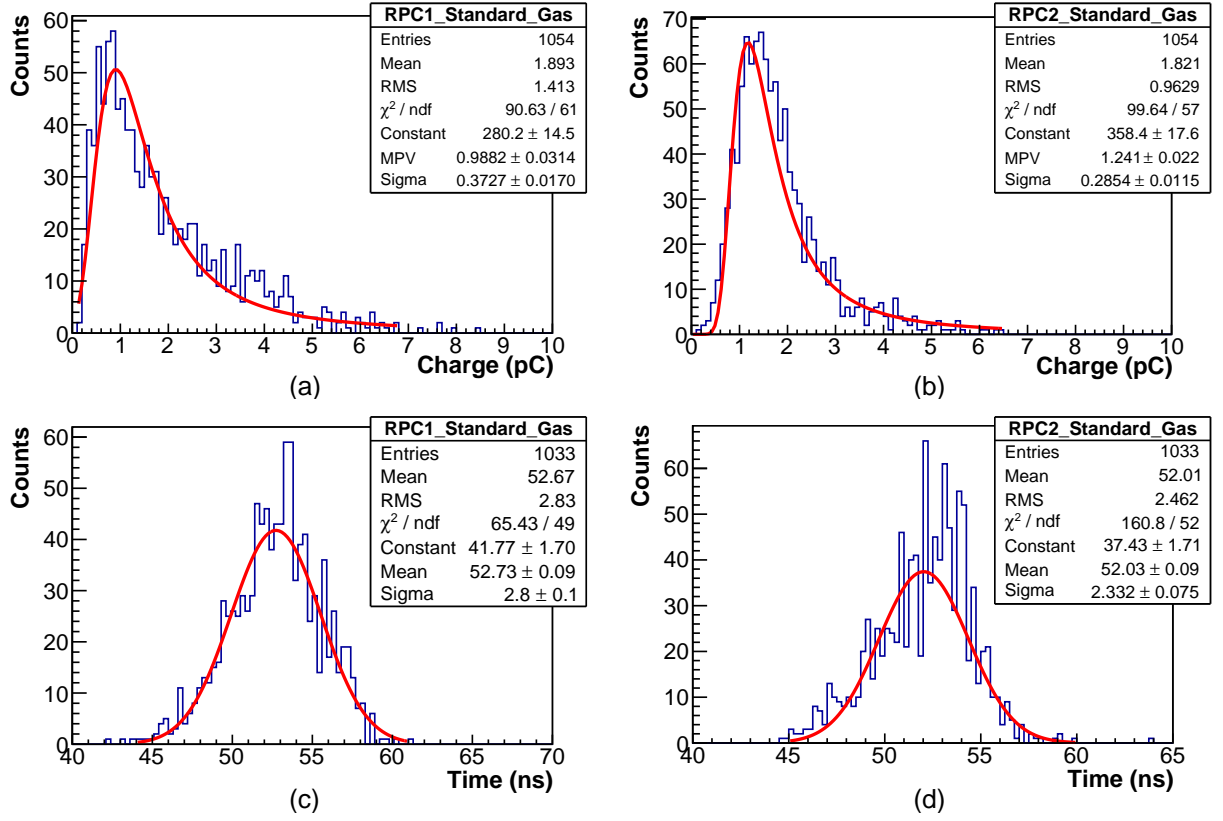 RPC1_Standard_Gas
Entries 1054
Mean 1.893
RMS 1.413
χ² / ndf 90.63 / 61
Constant 280.2 ± 14.5
MPV 0.9882 ± 0.0314
Sigma 0.3727 ± 0.0170
Counts
60
50
40
30
20
10
0
0 1 2 3 4 5 6 7 8 9 10
Charge (pC)
(a)
RPC2_Standard_Gas
Entries 1054
Mean 1.821
RMS 0.9629
χ² / ndf 99.64 / 57
Constant 358.4 ± 17.6
MPV 1.241 ± 0.022
Sigma 0.2854 ± 0.0115
Counts
70
60
50
40
30
20
10
0
0 1 2 3 4 5 6 7 8 9 10
Charge (pC)
(b)
RPC1_Standard_Gas
Entries 1033
Mean 52.67
RMS 2.83
χ² / ndf 65.43 / 49
Constant 41.77 ± 1.70
Mean 52.73 ± 0.09
Sigma 2.8 ± 0.1
Counts
60
50
40
30
20
10
0
40 45 50 55 60 65 70
Time (ns)
(c)
RPC2_Standard_Gas
Entries 1033
Mean 52.01
RMS 2.462
χ² / ndf 160.8 / 52
Constant 37.43 ± 1.71
Mean 52.03 ± 0.09
Sigma 2.332 ± 0.075
Counts
60
50
40
30
20
10
0
40 45 50 55 60 65
Time (ns)
(d)